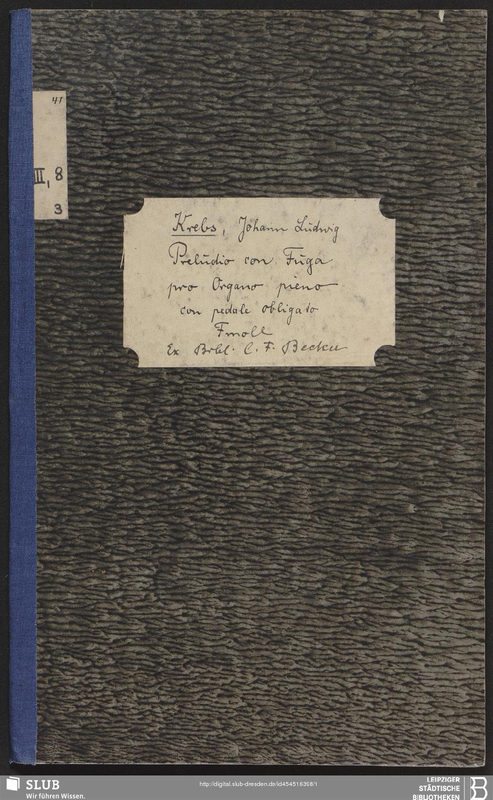 41
III, 8
3
Krebs, Johann Ludwig
Preludio con Fuga
pro Organo pieno
con pedale obligato
Fmoll
Ex Bibl. C. F. Becker
SLUB
Wir führen Wissen.
http://digital.slub-dresden.de/id454516308/1
LEIPZIGER
STÄDTISCHE
BIBLIOTHEKEN